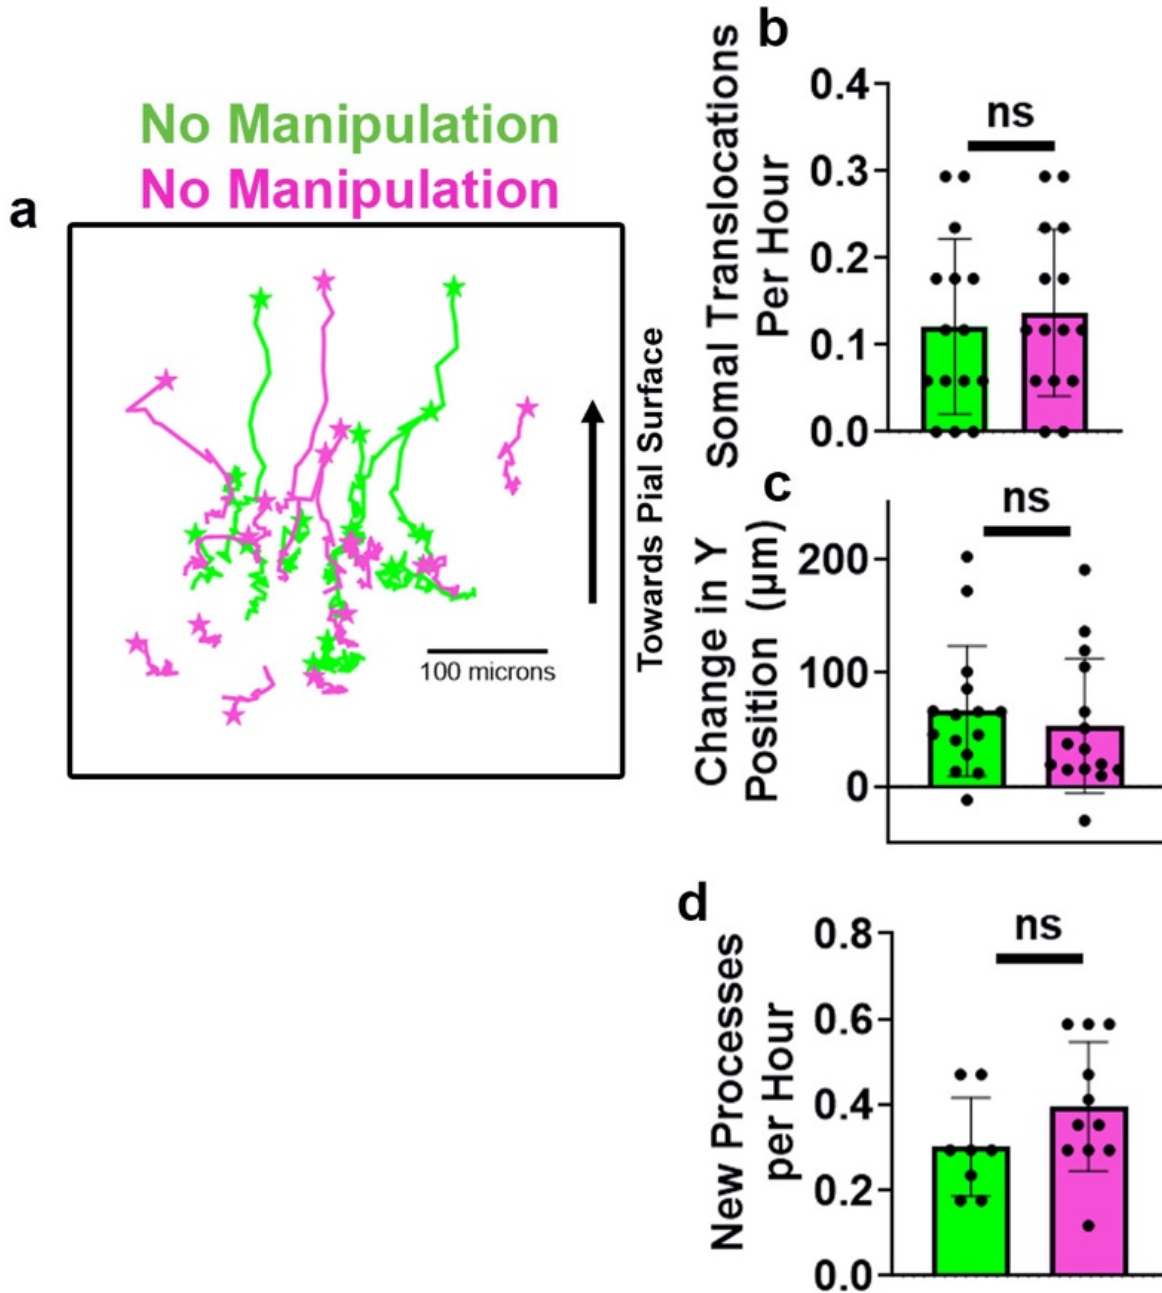 No Manipulation
No Manipulation
a
100 microns
Towards Pial Surface
b
Somal Translocations
Per Hour
0.4
0.3
0.2
0.1
0.0
ns
c
Change in Y
Position (µm)
200
100
0
ns
d
New Processes
per Hour
0.8
0.6
0.4
0.2
0.0
ns